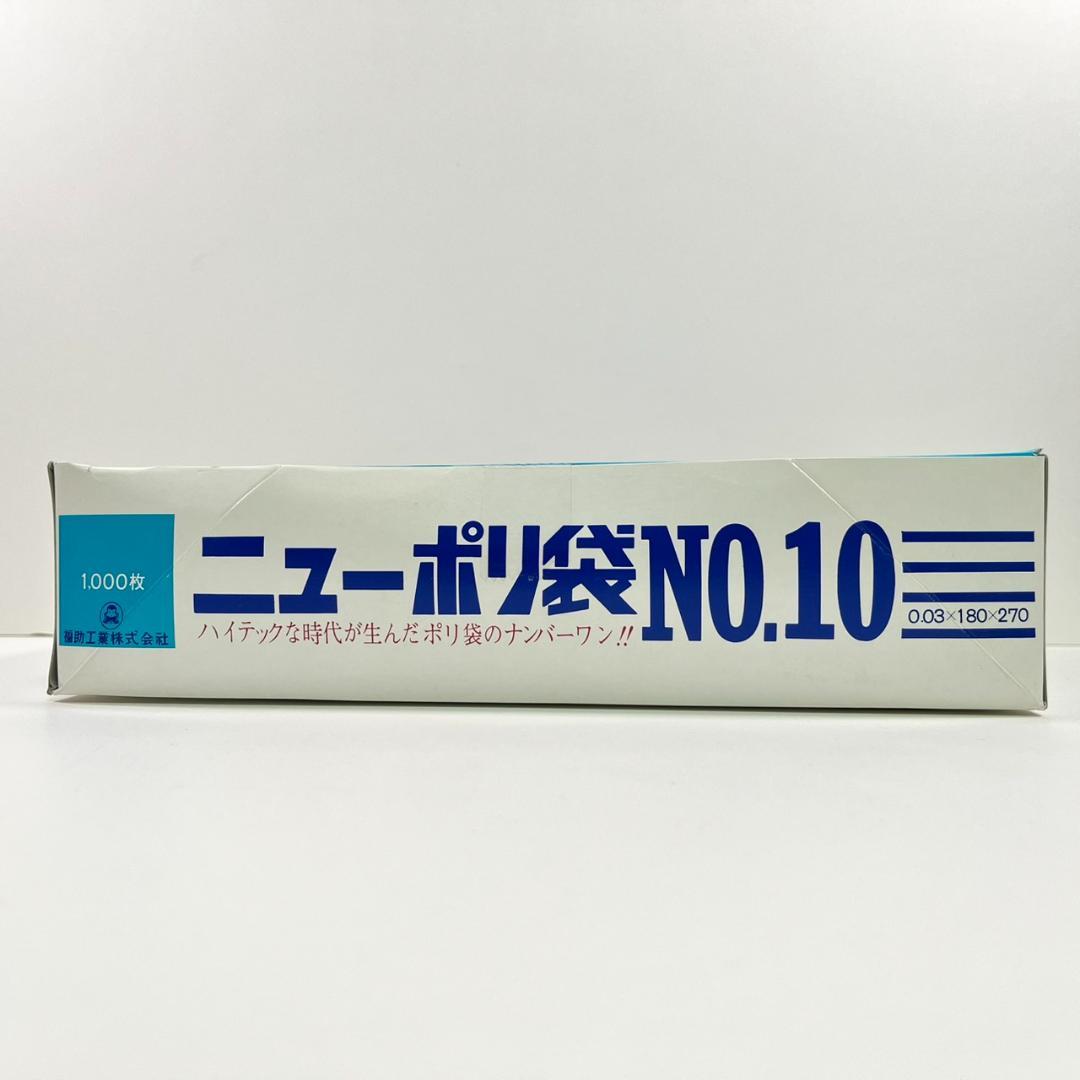 1,000枚
福助工業株式会社
ニューポリ袋NO.10
ハイテックな時代が生んだポリ袋のナンバーワン!!
0.03×180×270